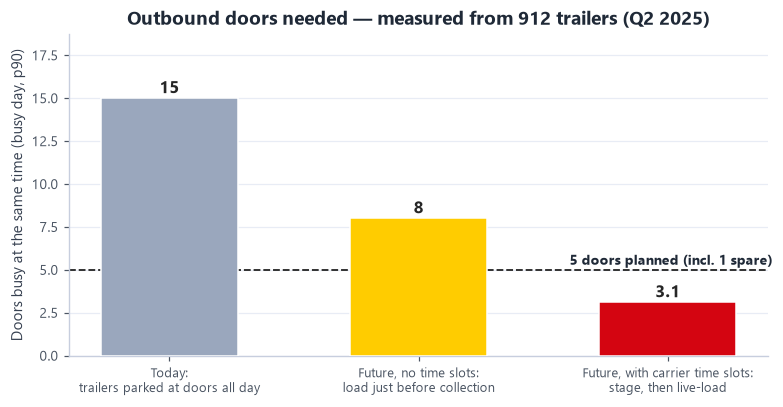 Outbound doors needed — measured from 912 trailers (Q2 2025)
Doors busy at the same time (busy day, p90)
17.5
15.0
12.5
10.0
7.5
5.0
2.5
0.0
15
8
5 doors planned (incl. 1 spare)
3.1
Today:
trailers parked at doors all day
Future, no time slots:
load just before collection
Future, with carrier time slots:
stage, then live-load